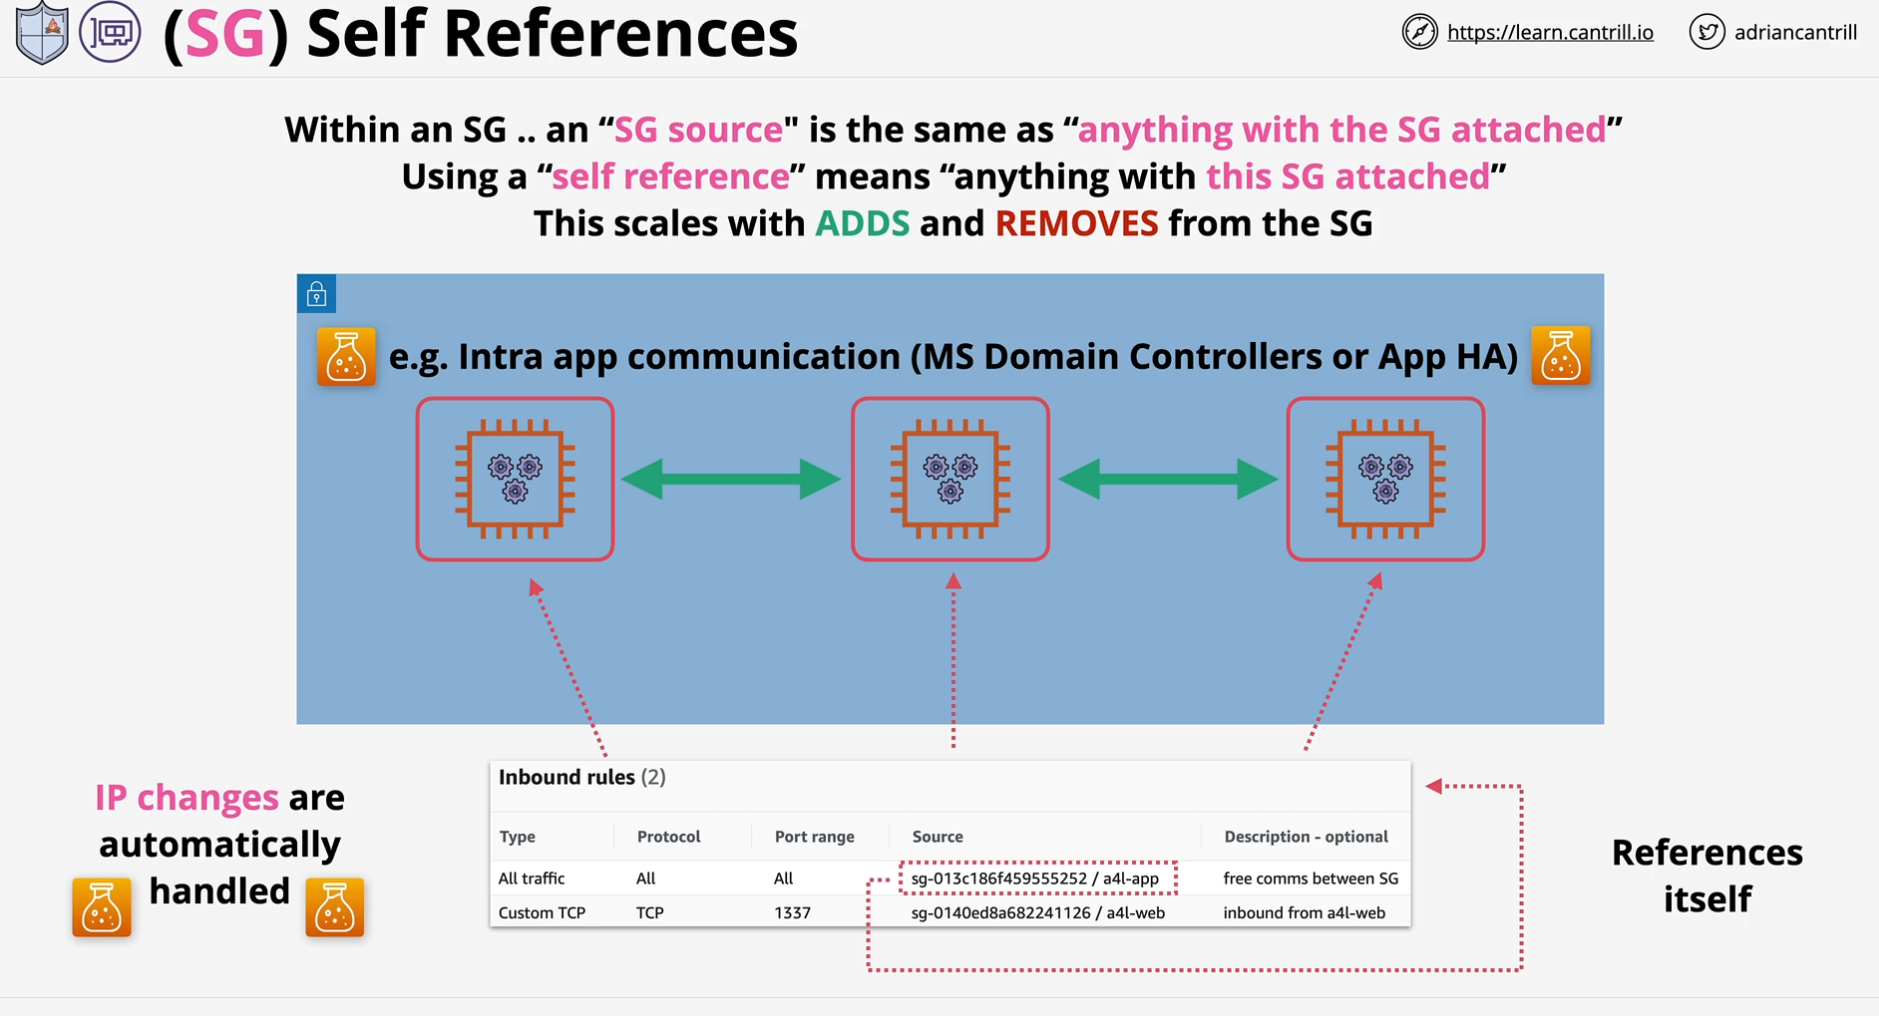 (SG) Self References
https://learn.cantrill.io
adriancantrill
Within an SG .. an “SG source" is the same as “anything with the SG attached”
Using a “self reference” means “anything with this SG attached”
This scales with ADDS and REMOVES from the SG
e.g. Intra app communication (MS Domain Controllers or App HA)
IP changes are
automatically
handled
Inbound rules (2)
Type Protocol Port range Source Description - optional
All traffic All All sg-013c186f459555252 / a4l-app free comms between SG
Custom TCP TCP 1337 sg-0140ed8a682241126 / a4l-web inbound from a4l-web
References
itself